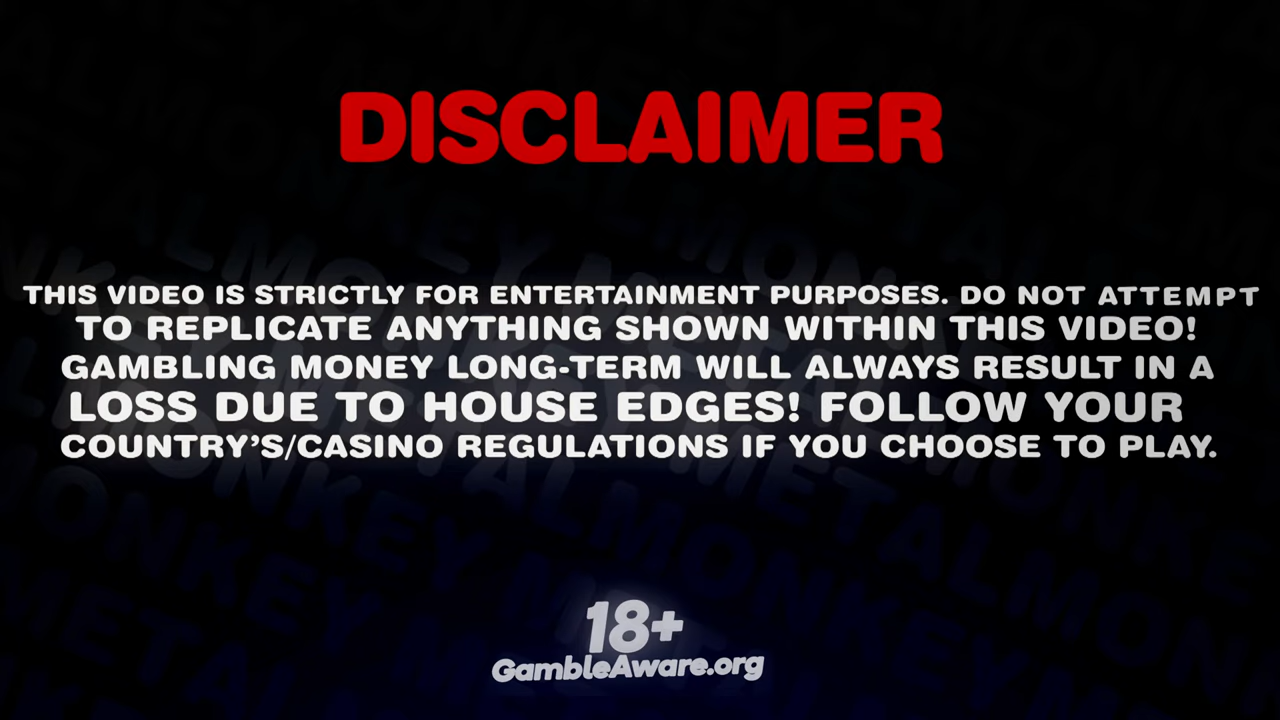 DISCLAIMER
THIS VIDEO IS STRICTLY FOR ENTERTAINMENT PURPOSES. DO NOT ATTEMPT
TO REPLICATE ANYTHING SHOWN WITHIN THIS VIDEO!
GAMBLING MONEY LONG-TERM WILL ALWAYS RESULT IN A
LOSS DUE TO HOUSE EDGES! FOLLOW YOUR
COUNTRY'S/CASINO REGULATIONS IF YOU CHOOSE TO PLAY.
18+
GambleAware.org